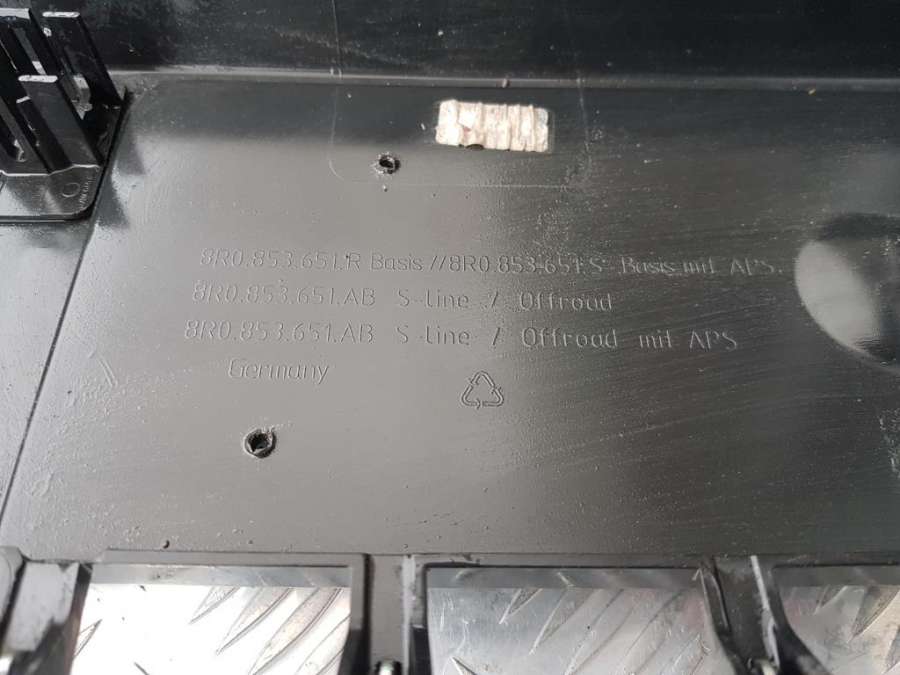 8R0.853.651.R Basis//8R0.853.651.S Basis mit APS.
8R0.853.651.AB S-line / Offroad
8R0.853.651.AB S-line / Offroad mit APS
Germany